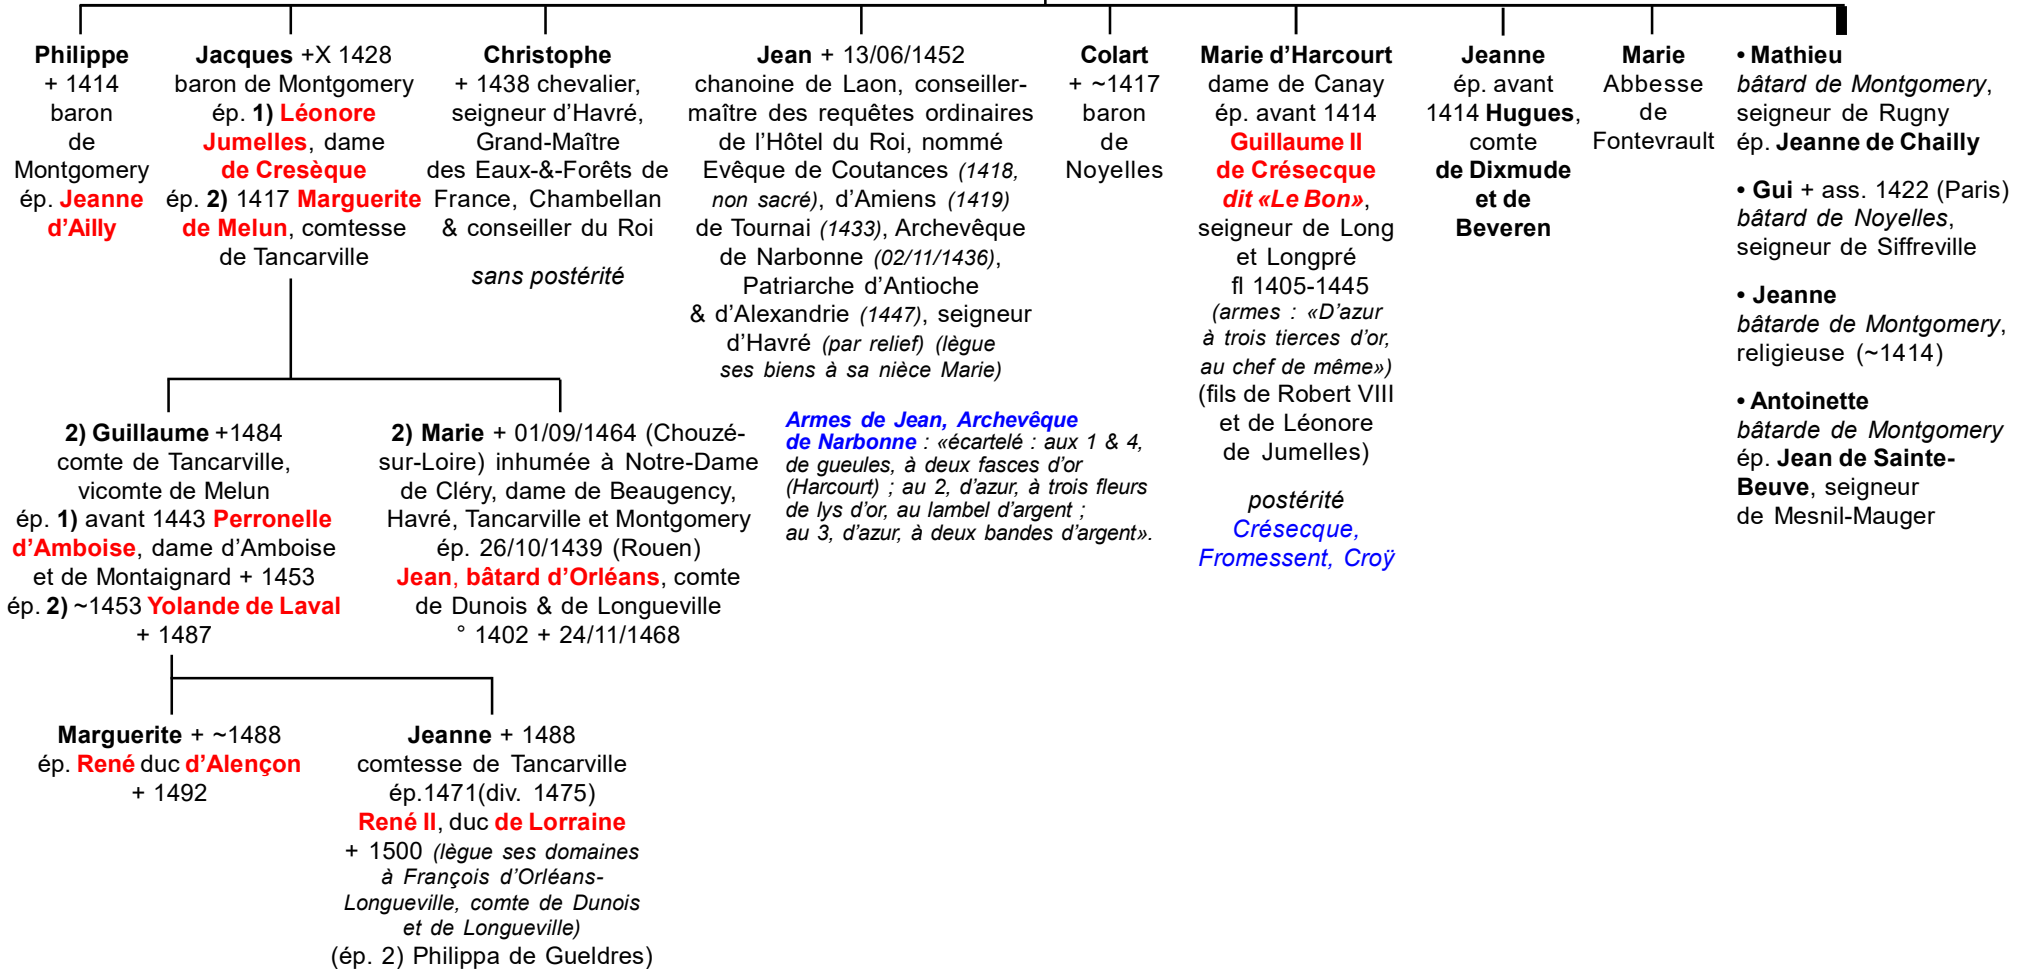 Philippe
+ 1414
baron
de
Montgomery
ép. Jeanne
d’Ailly
Jacques +X 1428
baron de Montgomery
ép. 1) Léonore
Jumelles, dame
de Cresèque
ép. 2) 1417 Marguerite
de Melun, comtesse
de Tancarville
Christophe
+ 1438 chevalier,
seigneur d’Havré,
Grand-Maître
des Eaux-&-Forêts de
France, Chambellan
& conseiller du Roi
sans postérité
Jean + 13/06/1452
chanoine de Laon, conseiller-
maître des requêtes ordinaires
de l’Hôtel du Roi, nommé
Evêque de Coutances (1418,
non sacré), d’Amiens (1419)
de Tournai (1433), Archevêque
de Narbonne (02/11/1436),
Patriarche d’Antioche
& d’Alexandrie (1447), seigneur
d’Havré (par relief) (lègue
ses biens à sa nièce Marie)
Armes de Jean, Archevêque
de Narbonne : «écartelé : aux 1 & 4,
de gueules, à deux fasces d’or
(Harcourt) ; au 2, d’azur, à trois fleurs
de lys d’or, au lambel d’argent ;
au 3, d’azur, à deux bandes d’argent».
Colart
+ ~1417
baron
de
Noyelles
Marie d’Harcourt
dame de Canay
ép. avant 1414
Guillaume II
de Crésecque
dit «Le Bon»,
seigneur de Long
et Longpré
fl 1405-1445
(armes : «D’azur
à trois tierces d’or,
au chef de même»)
(fils de Robert VIII
et de Léonore
de Jumelles)
postérité
Crésecque,
Fromessent, Croÿ
Jeanne
ép. avant
1414 Hugues,
comte
de Dixmude
et de
Beveren
Marie
Abbesse
de
Fontevrault
• Mathieu
bâtard de Montgomery,
seigneur de Rugny
ép. Jeanne de Chailly
• Gui + ass. 1422 (Paris)
bâtard de Noyelles,
seigneur de Siffreville
• Jeanne
bâtarde de Montgomery,
religieuse (~1414)
• Antoinette
bâtarde de Montgomery
ép. Jean de Sainte-
Beuve, seigneur
de Mesnil-Mauger
2) Guillaume +1484
comte de Tancarville,
vicomte de Melun
ép. 1) avant 1443 Perronelle
d’Amboise, dame d’Amboise
et de Montaignard + 1453
ép. 2) ~1453 Yolande de Laval
+ 1487
2) Marie + 01/09/1464 (Chouzé-
sur-Loire) inhumée à Notre-Dame
de Cléry, dame de Beaugency,
Havré, Tancarville et Montgomery
ép. 26/10/1439 (Rouen)
Jean, bâtard d’Orléans, comte
de Dunois & de Longueville
° 1402 + 24/11/1468
Marguerite + ~1488
ép. René duc d’Alençon
+ 1492
Jeanne + 1488
comtesse de Tancarville
ép.1471(div. 1475)
René II, duc de Lorraine
+ 1500 (lègue ses domaines
à François d’Orléans-
Longueville, comte de Dunois
et de Longueville)
(ép. 2) Philippa de Gueldres)